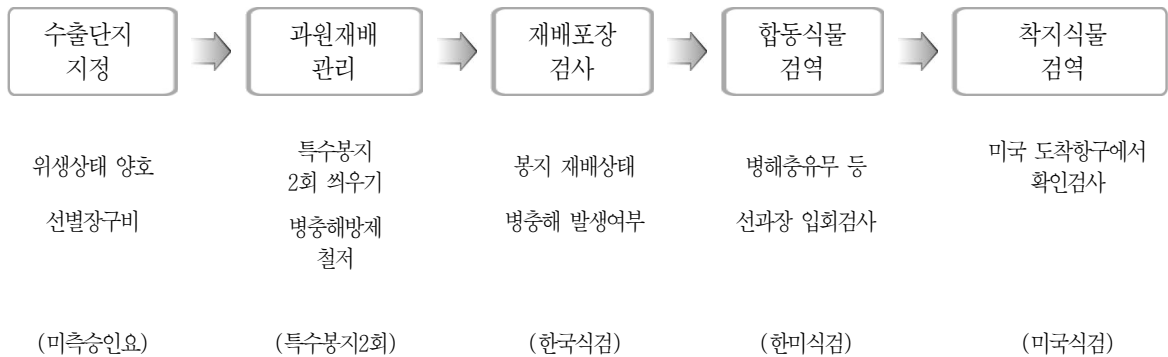 수출단지
지정
과원재배
관리
재배포장
검사
합동식물
검역
착지식물
검역
위생상태 양호
선별장구비
특수봉지
2회 씌우기
병충해방제
철저
봉지 재배상태
병충해 발생여부
병해충유무 등
선과장 입회검사
미국 도착항구에서
확인검사
(미측승인요)
(특수봉지2회)
(한국식검)
(한미식검)
(미국식검)